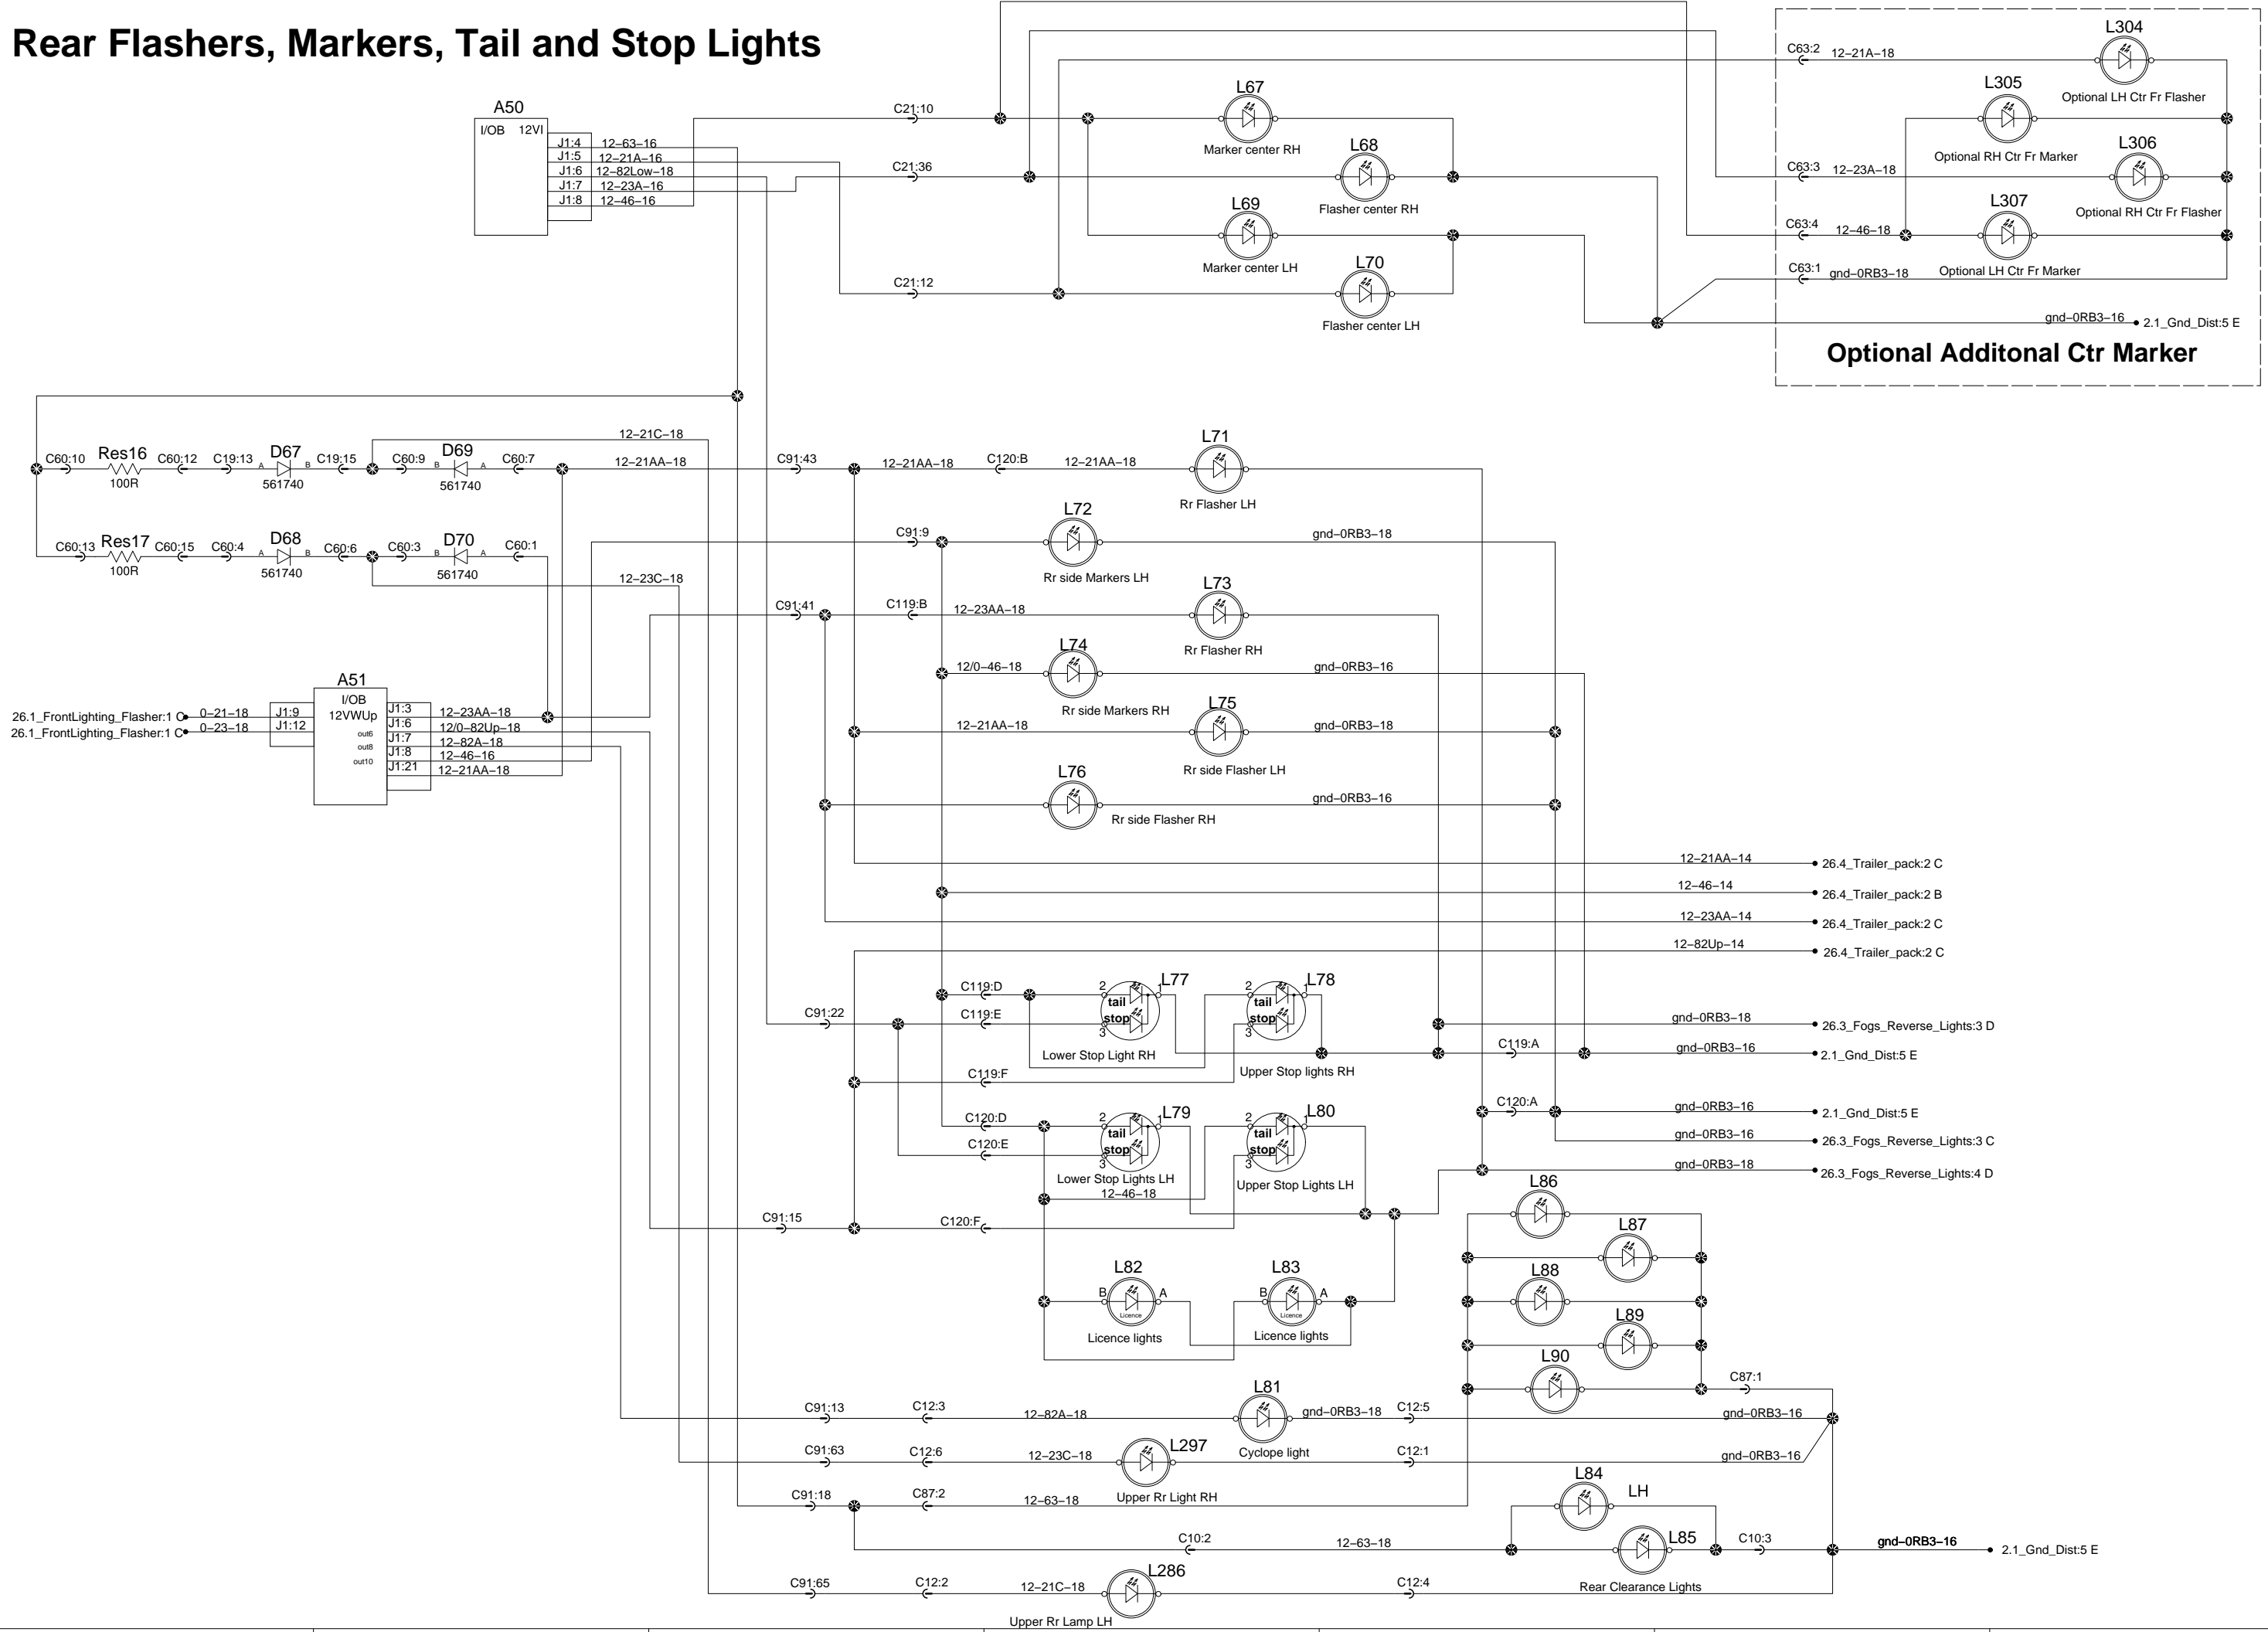 Rear Flashers, Markers, Tail and Stop Lights
A50
I/OB 12VI
J1:4 12-63-16
J1:5 12-21A-16
J1:6 12-82Low-18
J1:7 12-23A-16
J1:8 12-46-16
C21:10
C21:36
C21:12
L67
Marker center RH
L68
Flasher center RH
L69
Marker center LH
L70
Flasher center LH
C63:2 12-21A-18
L304
Optional LH Ctr Fr Flasher
L305
Optional RH Ctr Fr Marker
L306
C63:3 12-23A-18
Optional RH Ctr Fr Flasher
L307
C63:4 12-46-18
Optional LH Ctr Fr Marker
C63:1 gnd-0RB3-18
gnd-0RB3-16 2.1_Gnd_Dist:5 E
Optional Additonal Ctr Marker
12-21C-18
C60:10 Res16 C60:12 C19:13 D67 C19:15 C60:9 D69 C60:7
A B B A
100R 561740 561740
12-21AA-18 C91:43 12-21AA-18 C120:B 12-21AA-18
L71
Rr Flasher LH
C60:13 Res17 C60:15 C60:4 D68 C60:6 C60:3 D70 C60:1
A B B A
100R 561740 561740
12-23C-18
C91:9
L72
gnd-0RB3-18
Rr side Markers LH
C91:41 C119:B 12-23AA-18
L73
Rr Flasher RH
12/0-46-18
L74
gnd-0RB3-16
Rr side Markers RH
12-21AA-18
L75
gnd-0RB3-18
Rr side Flasher LH
L76
gnd-0RB3-16
Rr side Flasher RH
A51
I/OB
12VWUp
out6
out8
out10
26.1_FrontLighting_Flasher:1 C 0-21-18 J1:9
26.1_FrontLighting_Flasher:1 C 0-23-18 J1:12
J1:3 12-23AA-18
J1:6 12/0-82Up-18
J1:7 12-82A-18
J1:8 12-46-16
J1:21 12-21AA-18
12-21AA-14 26.4_Trailer_pack:2 C
12-46-14 26.4_Trailer_pack:2 B
12-23AA-14 26.4_Trailer_pack:2 C
12-82Up-14 26.4_Trailer_pack:2 C
C119:D
C91:22 C119:E
2 L77 1
tail
stop
3
Lower Stop Light RH
2 L78 1
tail
stop
3
Upper Stop lights RH
C119:F
gnd-0RB3-18 26.3_Fogs_Reverse_Lights:3 D
C119:A gnd-0RB3-16 2.1_Gnd_Dist:5 E
C120:D
C120:E
2 L79 1
tail
stop
3
Lower Stop Lights LH
12-46-18
2 L80 1
tail
stop
3
Upper Stop Lights LH
C120:A gnd-0RB3-16 2.1_Gnd_Dist:5 E
gnd-0RB3-16 26.3_Fogs_Reverse_Lights:3 C
gnd-0RB3-18 26.3_Fogs_Reverse_Lights:4 D
C91:15 C120:F
L82
B A
Licence
Licence lights
L83
B A
Licence
Licence lights
L86
L87
L88
L89
L90
C87:1
C91:13 C12:3 12-82A-18
L81
gnd-0RB3-18 C12:5 gnd-0RB3-16
Cyclope light
C91:63 C12:6 12-23C-18
L297
C12:1 gnd-0RB3-16
Upper Rr Light RH
C91:18 C87:2 12-63-18
L84
LH
C10:2 12-63-18
L85
C10:3
gnd-0RB3-16 2.1_Gnd_Dist:5 E
Rear Clearance Lights
C91:65 C12:2 12-21C-18
L286
C12:4
Upper Rr Lamp LH